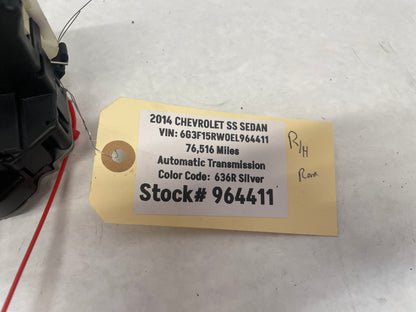 2014 CHEVROLET SS SEDAN
VIN: 6G3F15RW0EL964411
76,516 Miles
Automatic Transmission
Color Code: 636R Silver
Stock# 964411
R/H
Rear